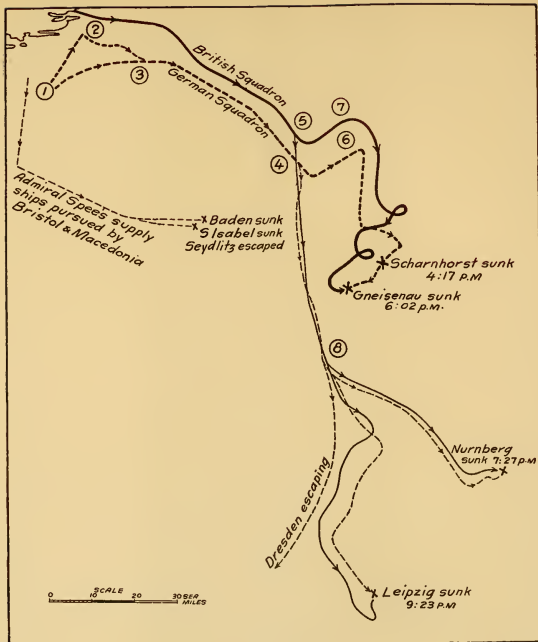 ②
British Squadron
①
③
German Squadron
⑤
⑦
⑥
④
Admiral Spees supply
ships pursued by
Bristol & Macedonia
Baden sunk
S Isabel sunk
Seydlitz escaped
Scharnhorst sunk
4:17 P.M
Gneisenau sunk
6:02 P.M.
⑧
Nurnberg
sunk 7:27 P.M
Dresden escaping
SCALE
0 10 20 30 SEA
MILES
Leipzig sunk
9:23 P.M